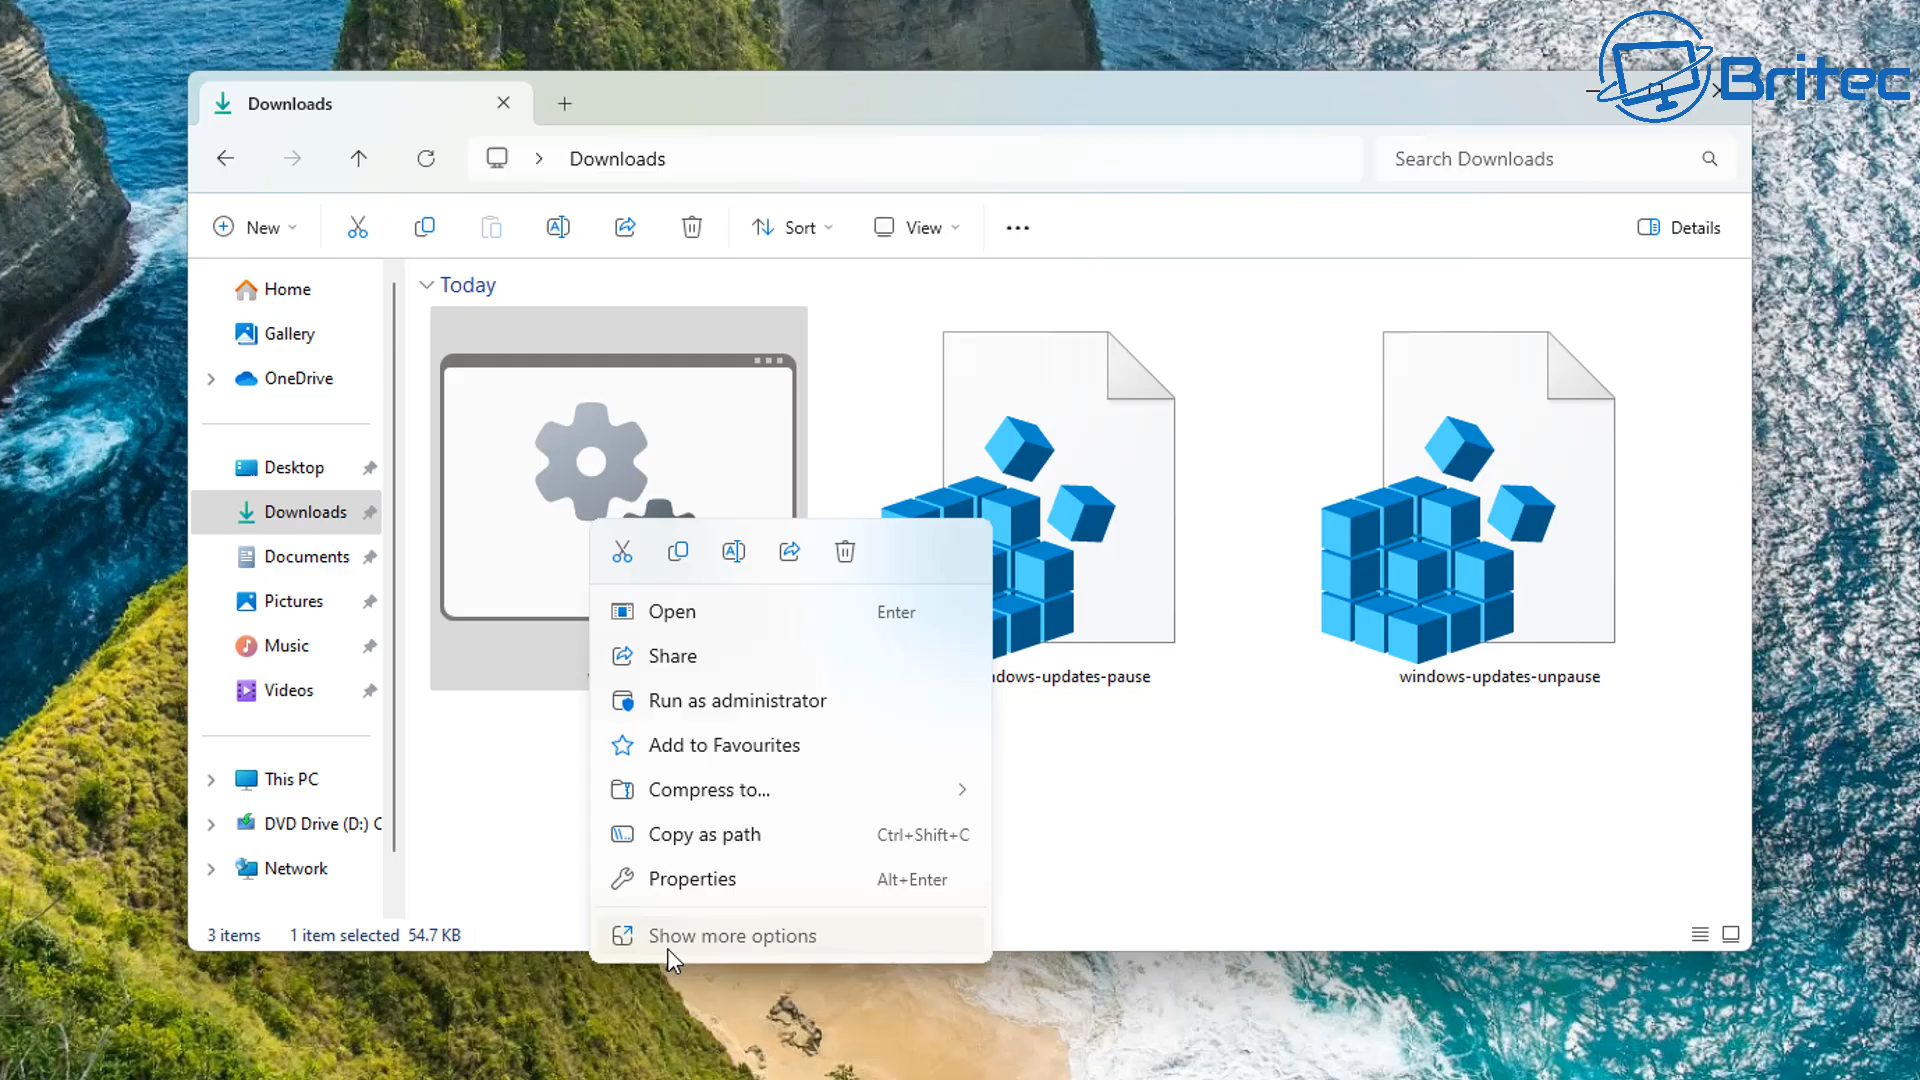 Britec
Downloads
Downloads
Search Downloads
New
Sort
View
Details
Home
Gallery
OneDrive
Desktop
Downloads
Documents
Pictures
Music
Videos
This PC
DVD Drive (D:) C
Network
Today
dows-updates-pause
windows-updates-unpause
Open Enter
Share
Run as administrator
Add to Favourites
Compress to...
Copy as path Ctrl+Shift+C
Properties Alt+Enter
Show more options
3 items 1 item selected 54.7 KB